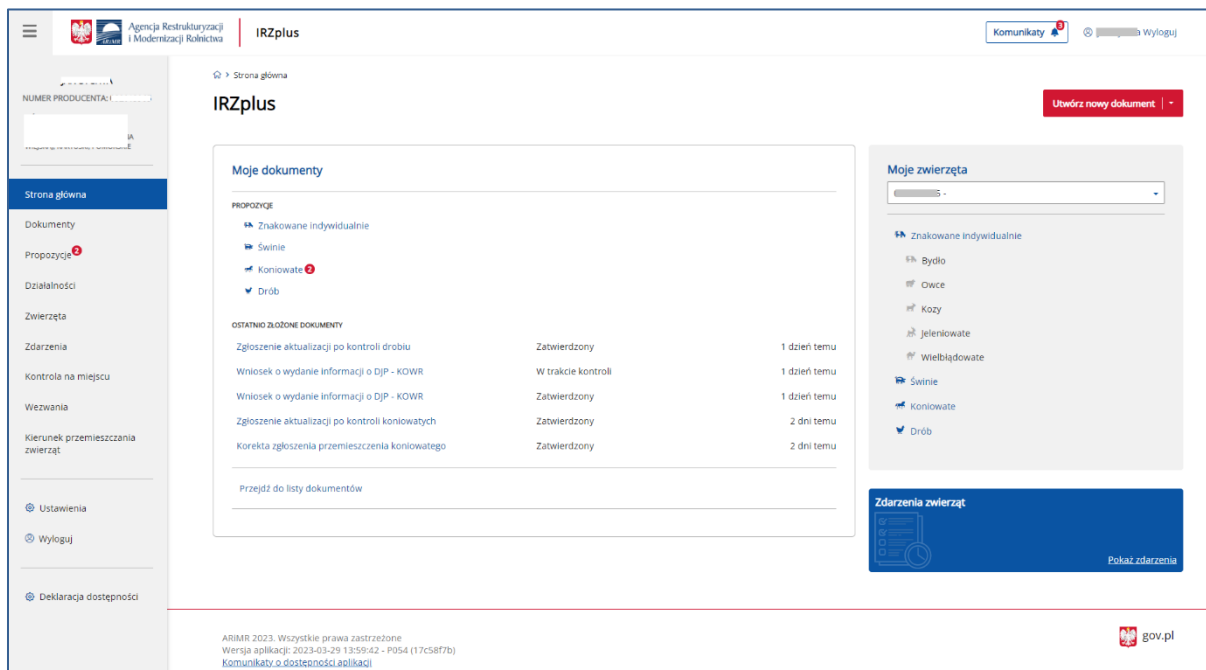 Agencja Restrukturyzacji
i Modernizacji Rolnictwa
IRZplus
Komunikaty 3
Wyloguj
NUMER PRODUCENTA:
Strona główna
Dokumenty
Propozycje 2
Działalności
Zwierzęta
Zdarzenia
Kontrola na miejscu
Wezwania
Kierunek przemieszczania
zwierząt
Ustawienia
Wyloguj
Deklaracja dostępności
> Strona główna
IRZplus
Utwórz nowy dokument
Moje dokumenty
PROPOZYCJE
Znakowane indywidualnie
Świnie
Koniowate 2
Drób
OSTATNIO ZŁOŻONE DOKUMENTY
Zgłoszenie aktualizacji po kontroli drobiu Zatwierdzony 1 dzień temu
Wniosek o wydanie informacji o DJP - KOWR W trakcie kontroli 1 dzień temu
Wniosek o wydanie informacji o DJP - KOWR Zatwierdzony 1 dzień temu
Zgłoszenie aktualizacji po kontroli koniowatych Zatwierdzony 2 dni temu
Korekta zgłoszenia przemieszczenia koniowatego Zatwierdzony 2 dni temu
Przejdź do listy dokumentów
Moje zwierzęta
5 -
Znakowane indywidualnie
Bydło
Owce
Kozy
Jeleniowate
Wielbłądowate
Świnie
Koniowate
Drób
Zdarzenia zwierząt
Pokaż zdarzenia
ARiMR 2023. Wszystkie prawa zastrzeżone
Wersja aplikacji: 2023-03-29 13:59:42 - P054 (17c58f7b)
Komunikaty o dostępności aplikacji
gov.pl